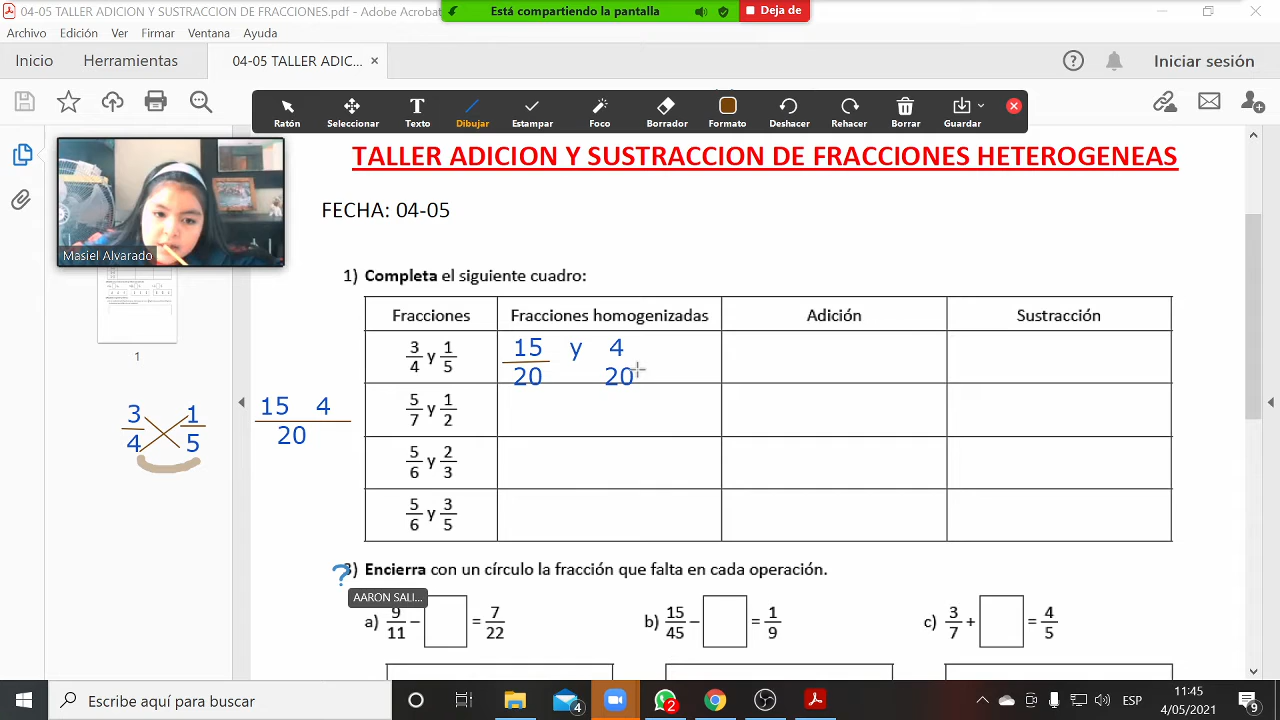 04-05 TALLER ADICION Y SUSTRACCION DE FRACCIONES.pdf - Adobe Acrobat
Está compartiendo la pantalla
Deja de
Archivo Edición Ver Firmar Ventana Ayuda
Inicio Herramientas 04-05 TALLER ADIC... × Iniciar sesión
Ratón Seleccionar Texto Dibujar Estampar Foco Borrador Formato Deshacer Rehacer Borrar Guardar
TALLER ADICION Y SUSTRACCION DE FRACCIONES HETEROGENEAS
FECHA: 04-05
Masiel Alvarado
1) Completa el siguiente cuadro:
Fracciones Fracciones homogenizadas Adición Sustracción
3/4 y 1/5 15/20 y 4 20
5/7 y 1/2
5/6 y 2/3
5/6 y 3/5
1
3/4 1/5
15 4
20
3) Encierra con un círculo la fracción que falta en cada operación.
?
AARON SALI...
a) 9/11 − = 7/22 b) 15/45 − = 1/9 c) 3/7 + = 4/5
Escribe aquí para buscar
4
2
ESP
11:45
4/05/2021
9